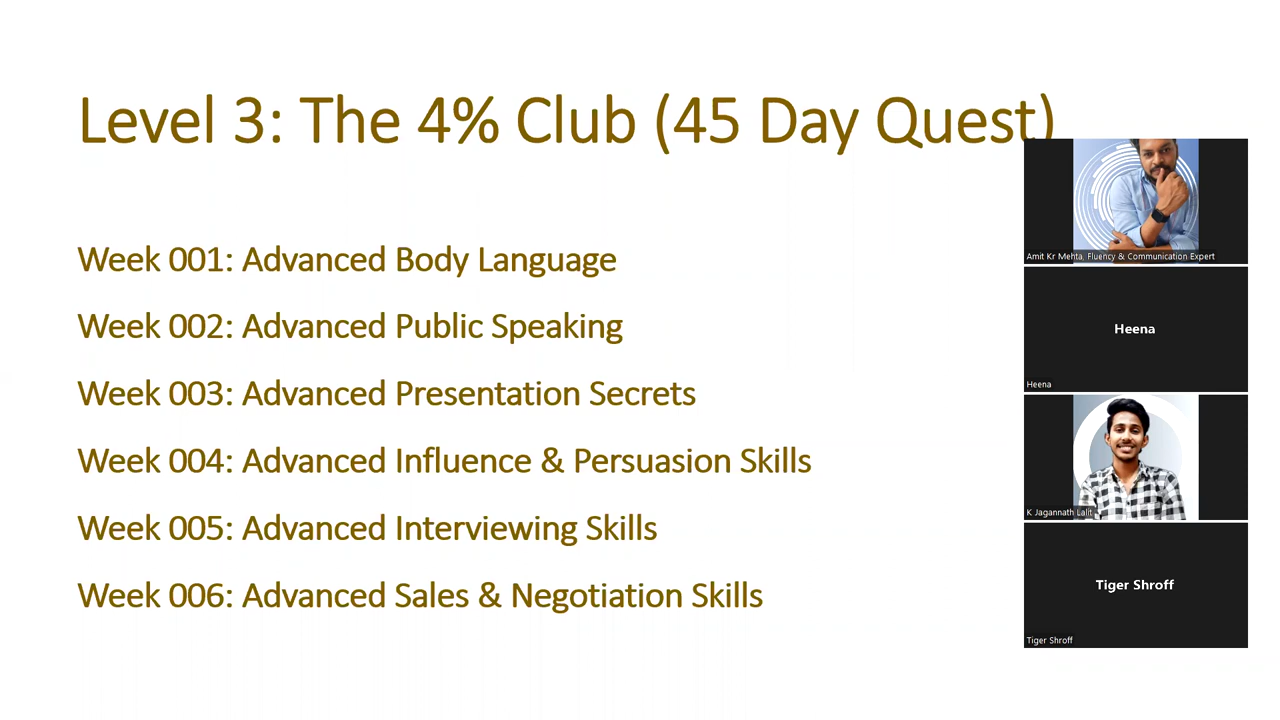 Level 3: The 4% Club (45 Day Quest)
Week 001: Advanced Body Language
Week 002: Advanced Public Speaking
Week 003: Advanced Presentation Secrets
Week 004: Advanced Influence & Persuasion Skills
Week 005: Advanced Interviewing Skills
Week 006: Advanced Sales & Negotiation Skills
Amit Kr Mehta, Fluency & Communication Expert
Heena
Heena
K Jagannath Lalit
Tiger Shroff
Tiger Shroff